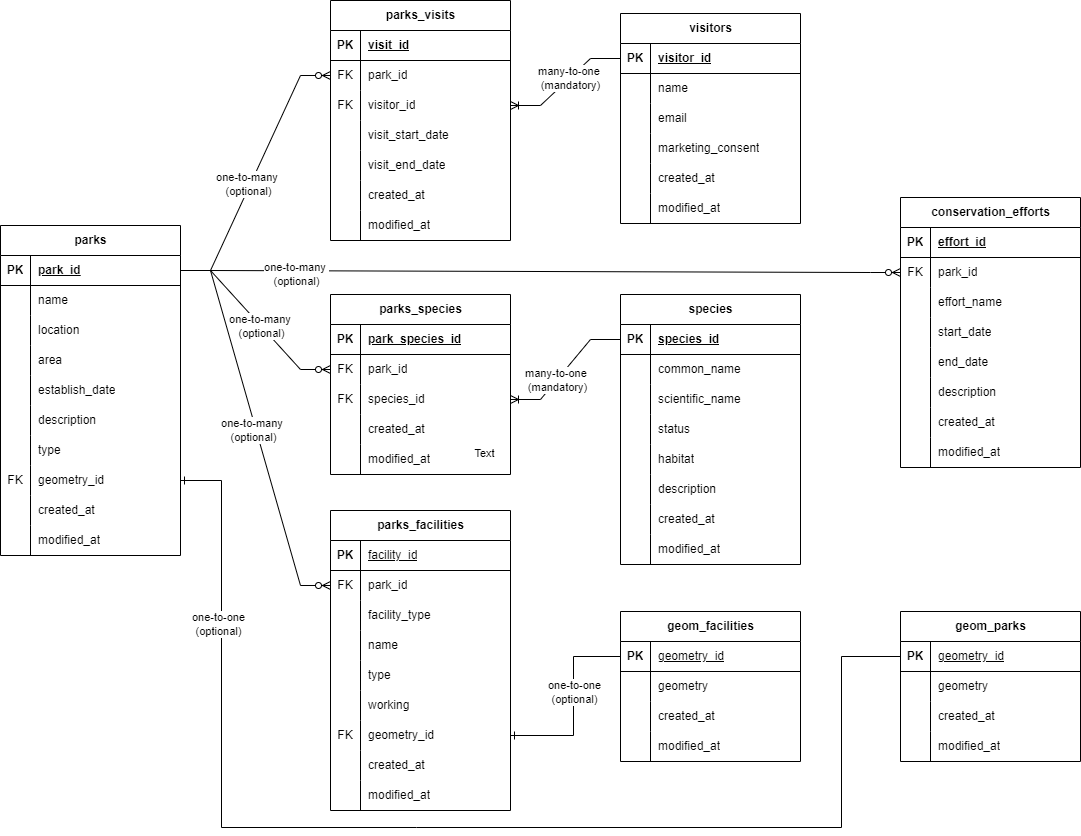 parks_visits
PK visit_id
FK park_id
FK visitor_id
visit_start_date
visit_end_date
created_at
modified_at
visitors
PK visitor_id
name
email
marketing_consent
created_at
modified_at
many-to-one
(mandatory)
one-to-many
(optional)
parks
PK park_id
name
location
area
establish_date
description
type
FK geometry_id
created_at
modified_at
one-to-many
(optional)
conservation_efforts
PK effort_id
FK park_id
effort_name
start_date
end_date
description
created_at
modified_at
one-to-many
(optional)
parks_species
PK park_species_id
FK park_id
FK species_id
created_at
modified_at
Text
many-to-one
(mandatory)
species
PK species_id
common_name
scientific_name
status
habitat
description
created_at
modified_at
one-to-many
(optional)
parks_facilities
PK facility_id
FK park_id
facility_type
name
type
working
FK geometry_id
created_at
modified_at
one-to-one
(optional)
one-to-one
(optional)
geom_facilities
PK geometry_id
geometry
created_at
modified_at
geom_parks
PK geometry_id
geometry
created_at
modified_at